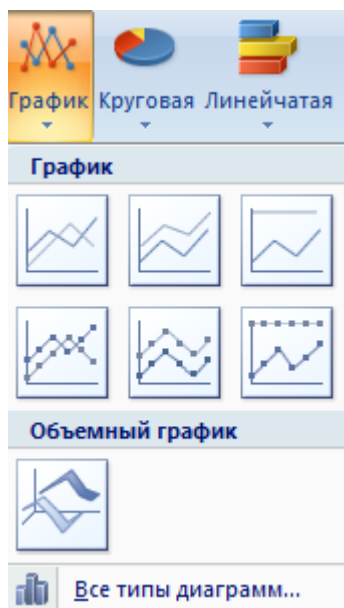 График Круговая Линейчатая
График
Объемный график
Все типы диаграмм...